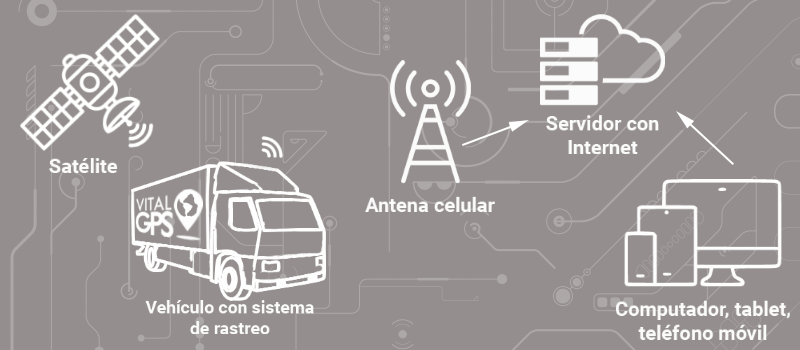 Satélite
VITAL
GPS
Vehículo con sistema
de rastreo
Antena celular
Servidor con
Internet
Computador, tablet,
teléfono móvil